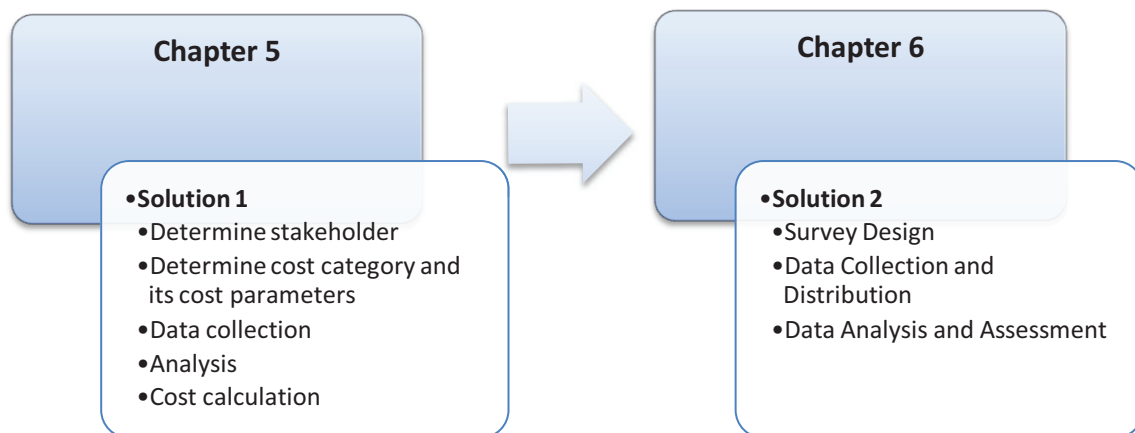 Chapter 5
•Solution 1
•Determine stakeholder
•Determine cost category and
its cost parameters
•Data collection
•Analysis
•Cost calculation
Chapter 6
•Solution 2
•Survey Design
•Data Collection and
Distribution
•Data Analysis and Assessment